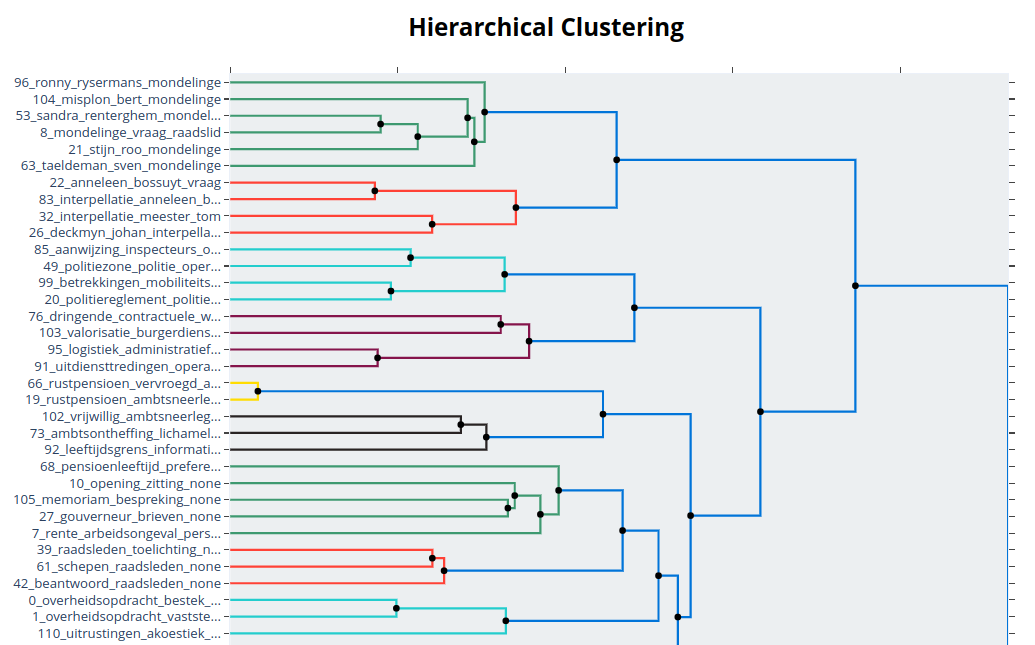 Hierarchical Clustering
96_ronny_rysermans_mondelinge
104_misplon_bert_mondelinge
53_sandra_renterghem_mondel...
8_mondelinge_vraag_raadslid
21_stijn_roo_mondelinge
63_taeldeman_sven_mondelinge
22_anneleen_bossuyt_vraag
83_interpellatie_anneleen_b...
32_interpellatie_meester_tom
26_deckmyn_johan_interpella...
85_aanwijzing_inspecteurs_o...
49_politiezone_politie_oper...
99_betrekkingen_mobiliteits...
20_politiereglement_politie...
76_dringende_contractuele_w...
103_valorisatie_burgerdiens...
95_logistiek_administratief...
91_uitdiensttredingen_opera...
66_rustpensioen_vervroegd_a...
19_rustpensioen_ambtsneerle...
102_vrijwillig_ambtsneerleg...
73_ambtsontheffing_lichamel...
92_leeftijdsgrens_informati...
68_pensioenleeftijd_prefere...
10_opening_zitting_none
105_memoriam_bespreking_none
27_gouverneur_brieven_none
7_rente_arbeidsongeval_pers...
39_raadsleden_toelichting_n...
61_schepen_raadsleden_none
42_beantwoord_raadsleden_none
0_overheidsopdracht_bestek_...
1_overheidsopdracht_vastste...
110_uitrustingen_akoestiek_...